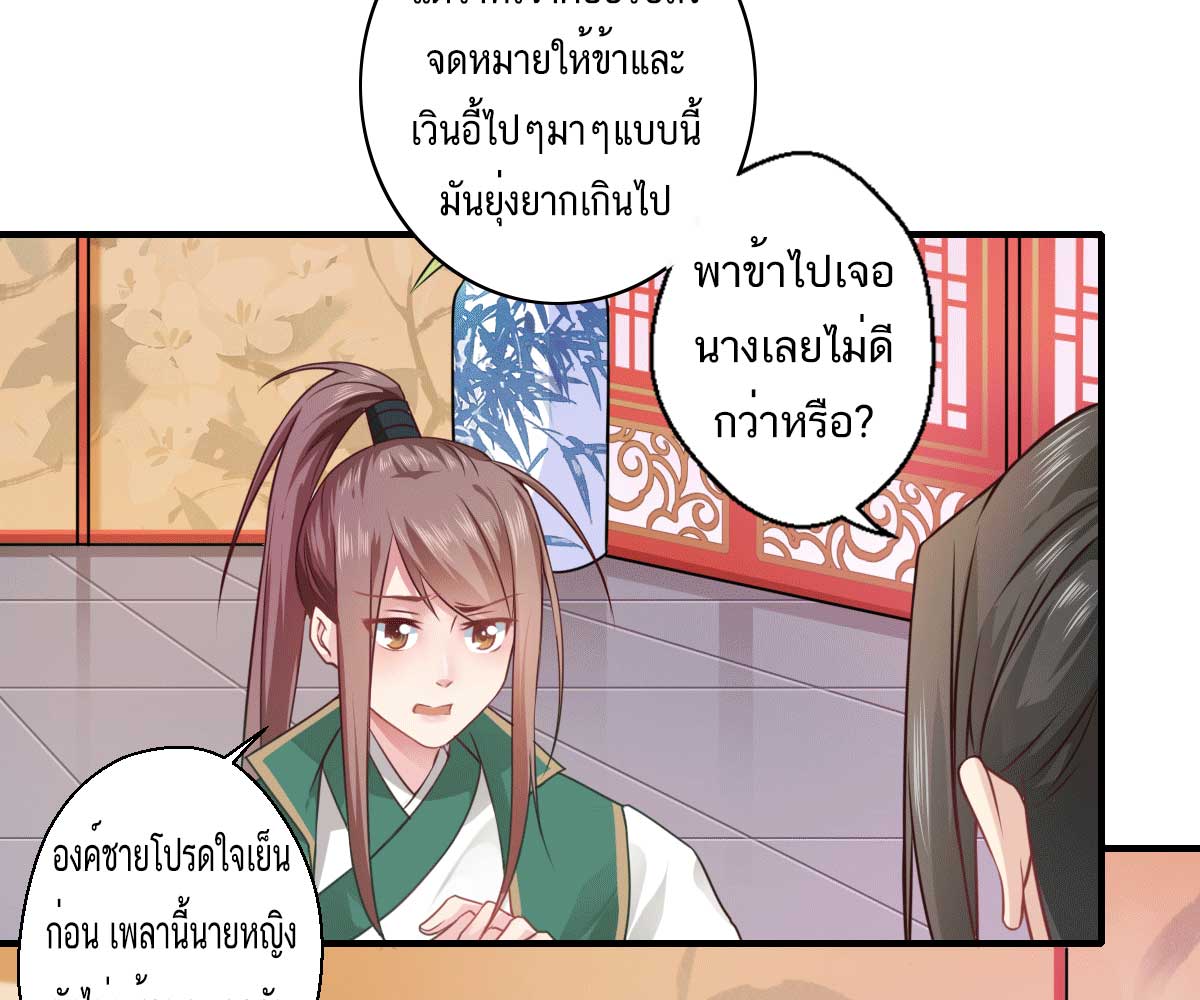 จดหมายให้ข้าและ
เวินอี้ไปๆมาๆแบบนี้
มันยุ่งยากเกินไป
พาข้าไปเจอ
นางเลยไม่ดี
กว่าหรือ?
องค์ชายโปรดใจเย็น
ก่อน เพลานี้นายหญิง